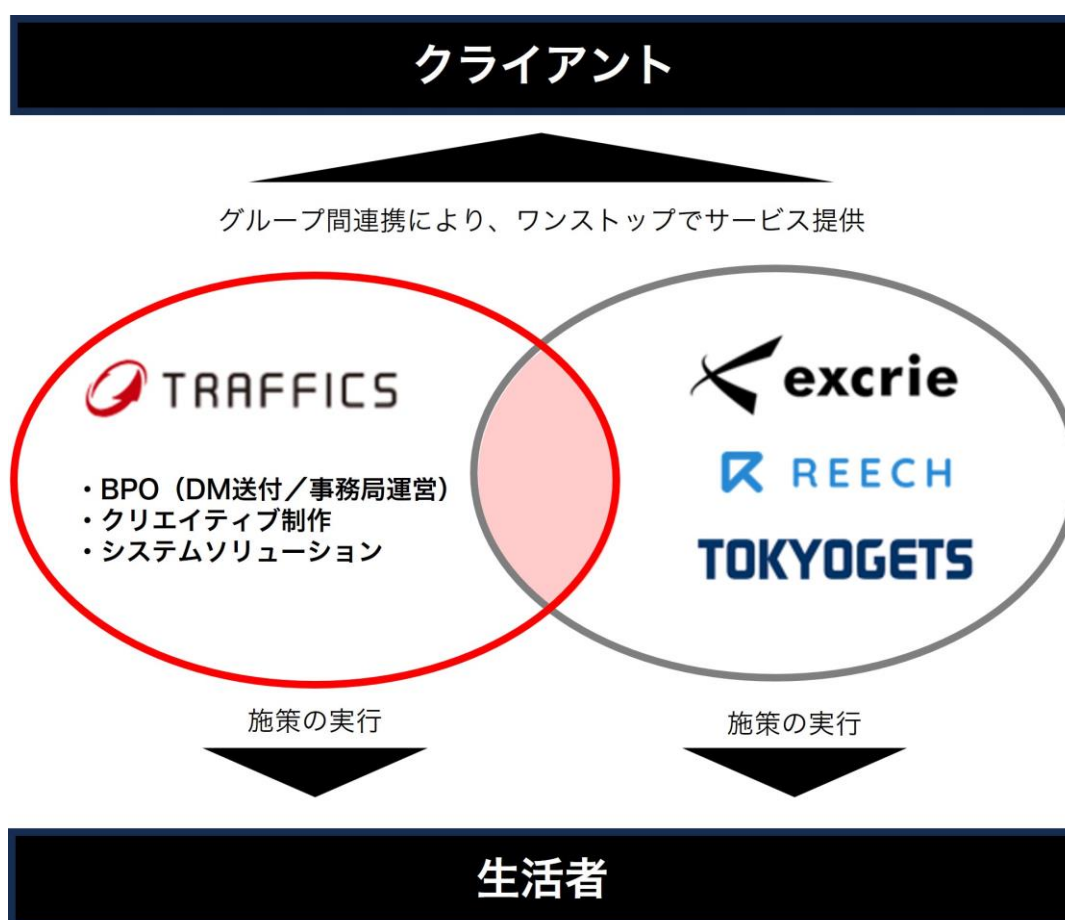 クライアント
グループ間連携により、ワンストップでサービス提供
TRAFFICS
・BPO（DM送付／事務局運営）
・クリエイティブ制作
・システムソリューション
excrie
REECH
TOKYOGETS
施策の実行
施策の実行
生活者